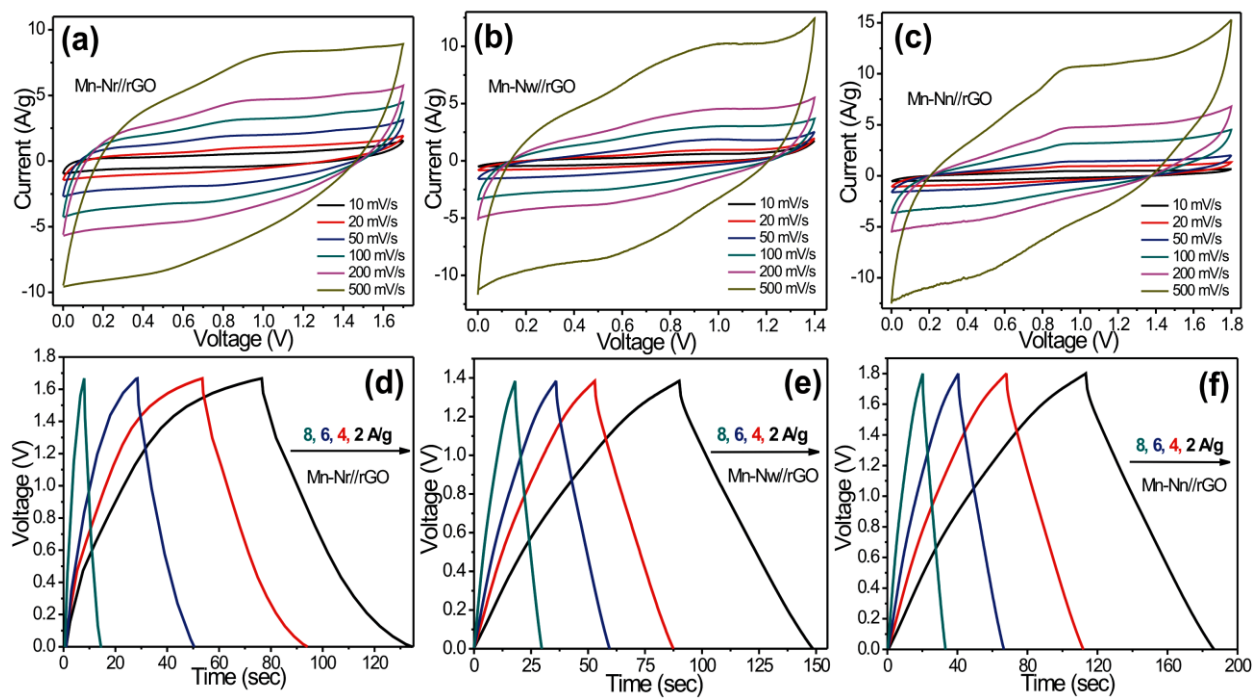 (a)
Mn-Nr//rGO
10 mV/s
20 mV/s
50 mV/s
100 mV/s
200 mV/s
500 mV/s
10
5
0
-5
-10
Current (A/g)
0.0 0.2 0.4 0.6 0.8 1.0 1.2 1.4 1.6
Voltage (V)
(b)
Mn-Nw//rGO
10 mV/s
20 mV/s
50 mV/s
100 mV/s
200 mV/s
500 mV/s
10
5
0
-5
-10
Current (A/g)
0.0 0.2 0.4 0.6 0.8 1.0 1.2 1.4
Voltage (V)
(c)
Mn-Nn//rGO
10 mV/s
20 mV/s
50 mV/s
100 mV/s
200 mV/s
500 mV/s
15
10
5
0
-5
-10
Current (A/g)
0.0 0.2 0.4 0.6 0.8 1.0 1.2 1.4 1.6 1.8
Voltage (V)
(d)
8, 6, 4, 2 A/g
Mn-Nr//rGO
1.8
1.6
1.4
1.2
1.0
0.8
0.6
0.4
0.2
0.0
Voltage (V)
0 20 40 60 80 100 120
Time (sec)
(e)
8, 6, 4, 2 A/g
Mn-Nw//rGO
1.4
1.2
1.0
0.8
0.6
0.4
0.2
0.0
Voltage (V)
0 25 50 75 100 125 150
Time (sec)
(f)
8, 6, 4, 2 A/g
Mn-Nn//rGO
1.8
1.6
1.4
1.2
1.0
0.8
0.6
0.4
0.2
0.0
Voltage (V)
0 40 80 120 160 200
Time (sec)